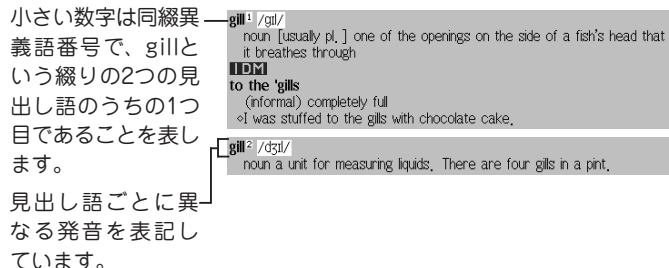 小さい数字は同綴異
義語番号で、gillと
いう綴りの2つの見
出し語のうちの1つ
目であることを表し
ます。
見出し語ごとに異
なる発音を表記し
ています。
gill¹ /gɪl/
noun [usually pl.] one of the openings on the side of a fish's head that
it breathes through
IDM
to the 'gills
(informal) completely full
◇I was stuffed to the gills with chocolate cake.
gill² /dʒɪl/
noun a unit for measuring liquids. There are four gills in a pint.